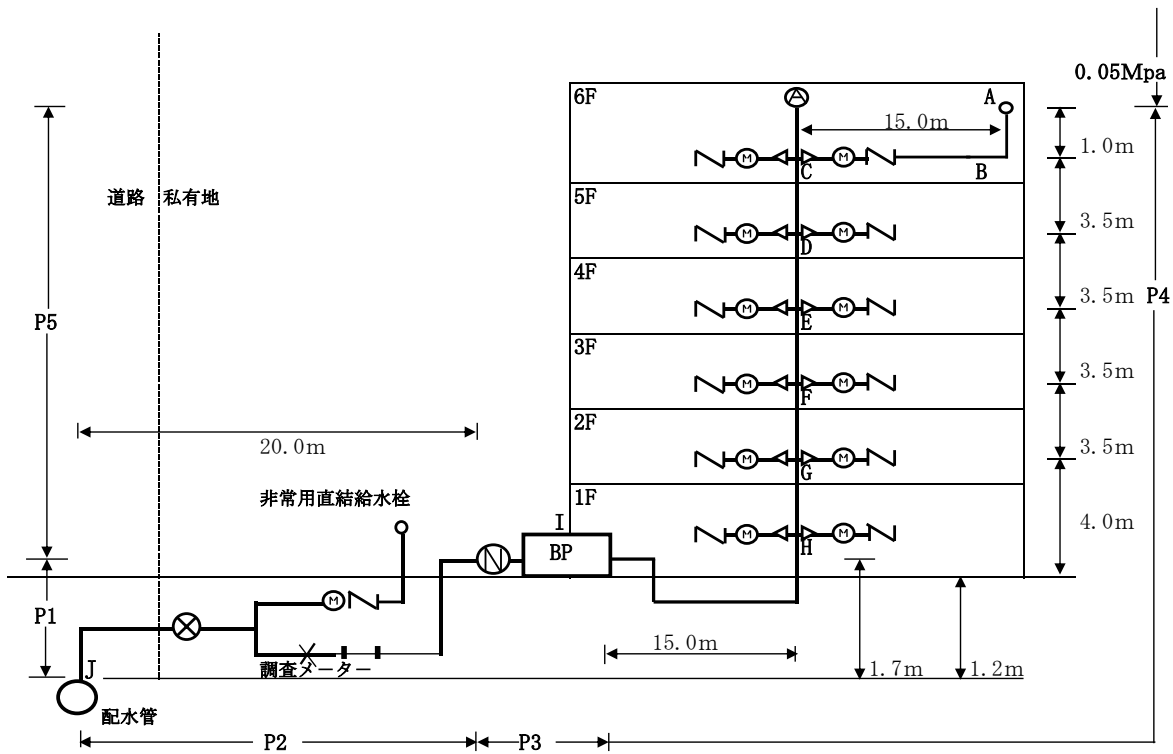 0.05Mpa
6F
A
15.0m
1.0m
M
M
C
B
道路
私有地
5F
3.5m
M
M
D
4F
P5
3.5m
P4
M
M
E
3F
3.5m
M
M
F
2F
20.0m
3.5m
M
M
G
非常用直結給水栓
1F
I
4.0m
BP
M
M
H
P1
M
15.0m
調査メーター
J
1.7m
1.2m
配水管
P2
P3